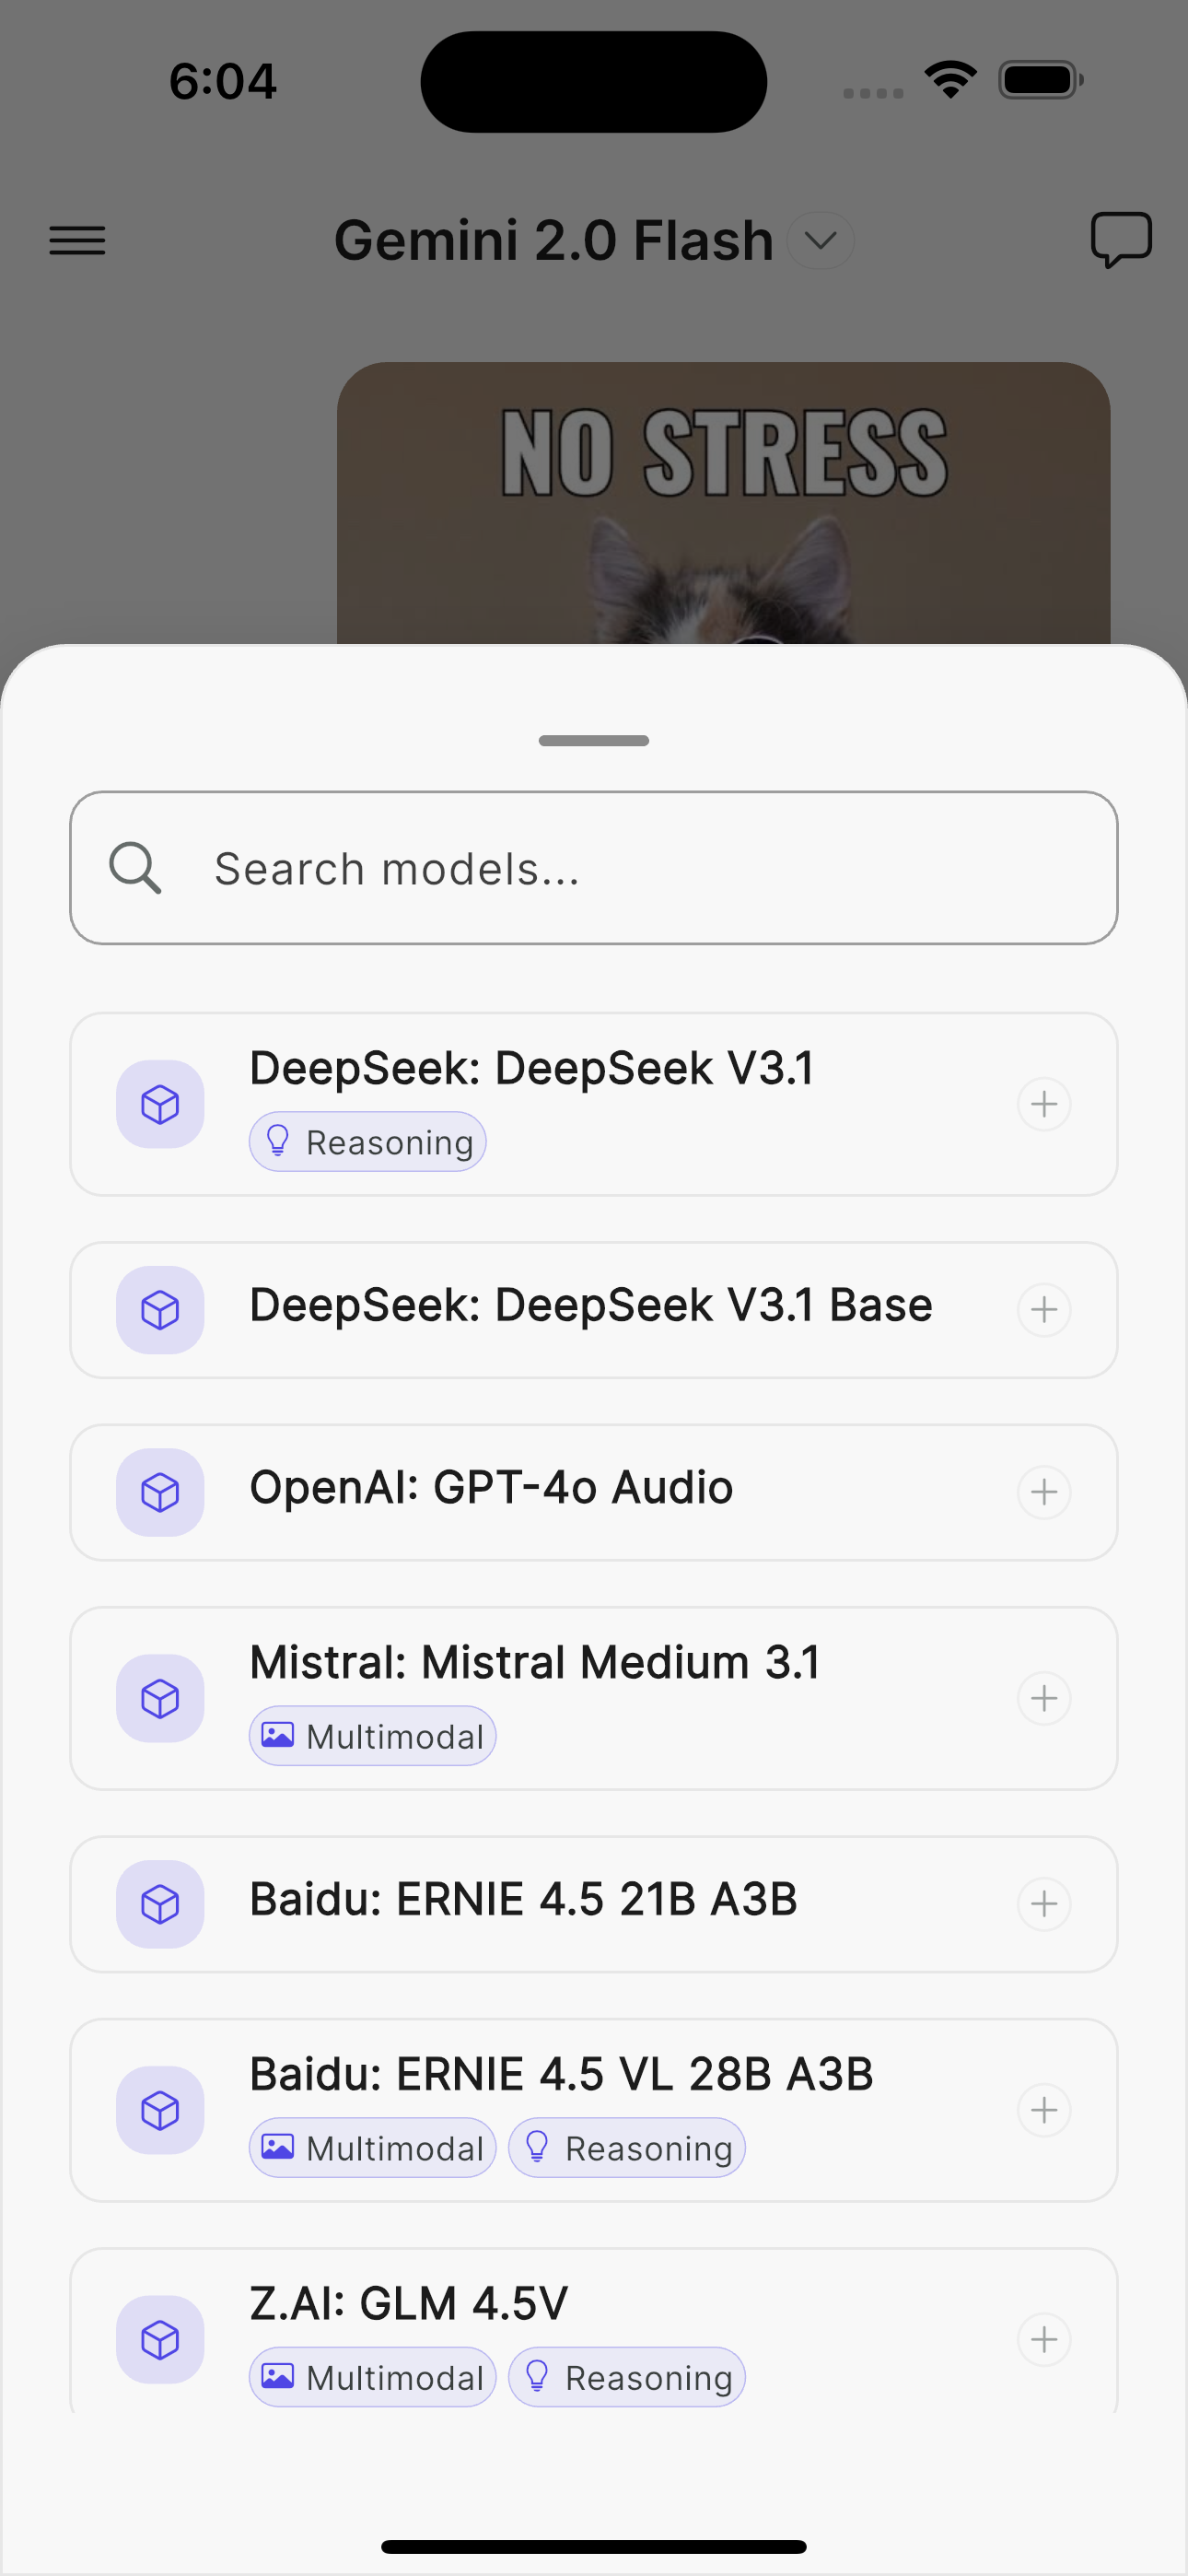 6:04
Gemini 2.0 Flash
NO STRESS
Search models...
DeepSeek: DeepSeek V3.1
Reasoning
DeepSeek: DeepSeek V3.1 Base
OpenAI: GPT-4o Audio
Mistral: Mistral Medium 3.1
Multimodal
Baidu: ERNIE 4.5 21B A3B
Baidu: ERNIE 4.5 VL 28B A3B
Multimodal Reasoning
Z.AI: GLM 4.5V
Multimodal Reasoning